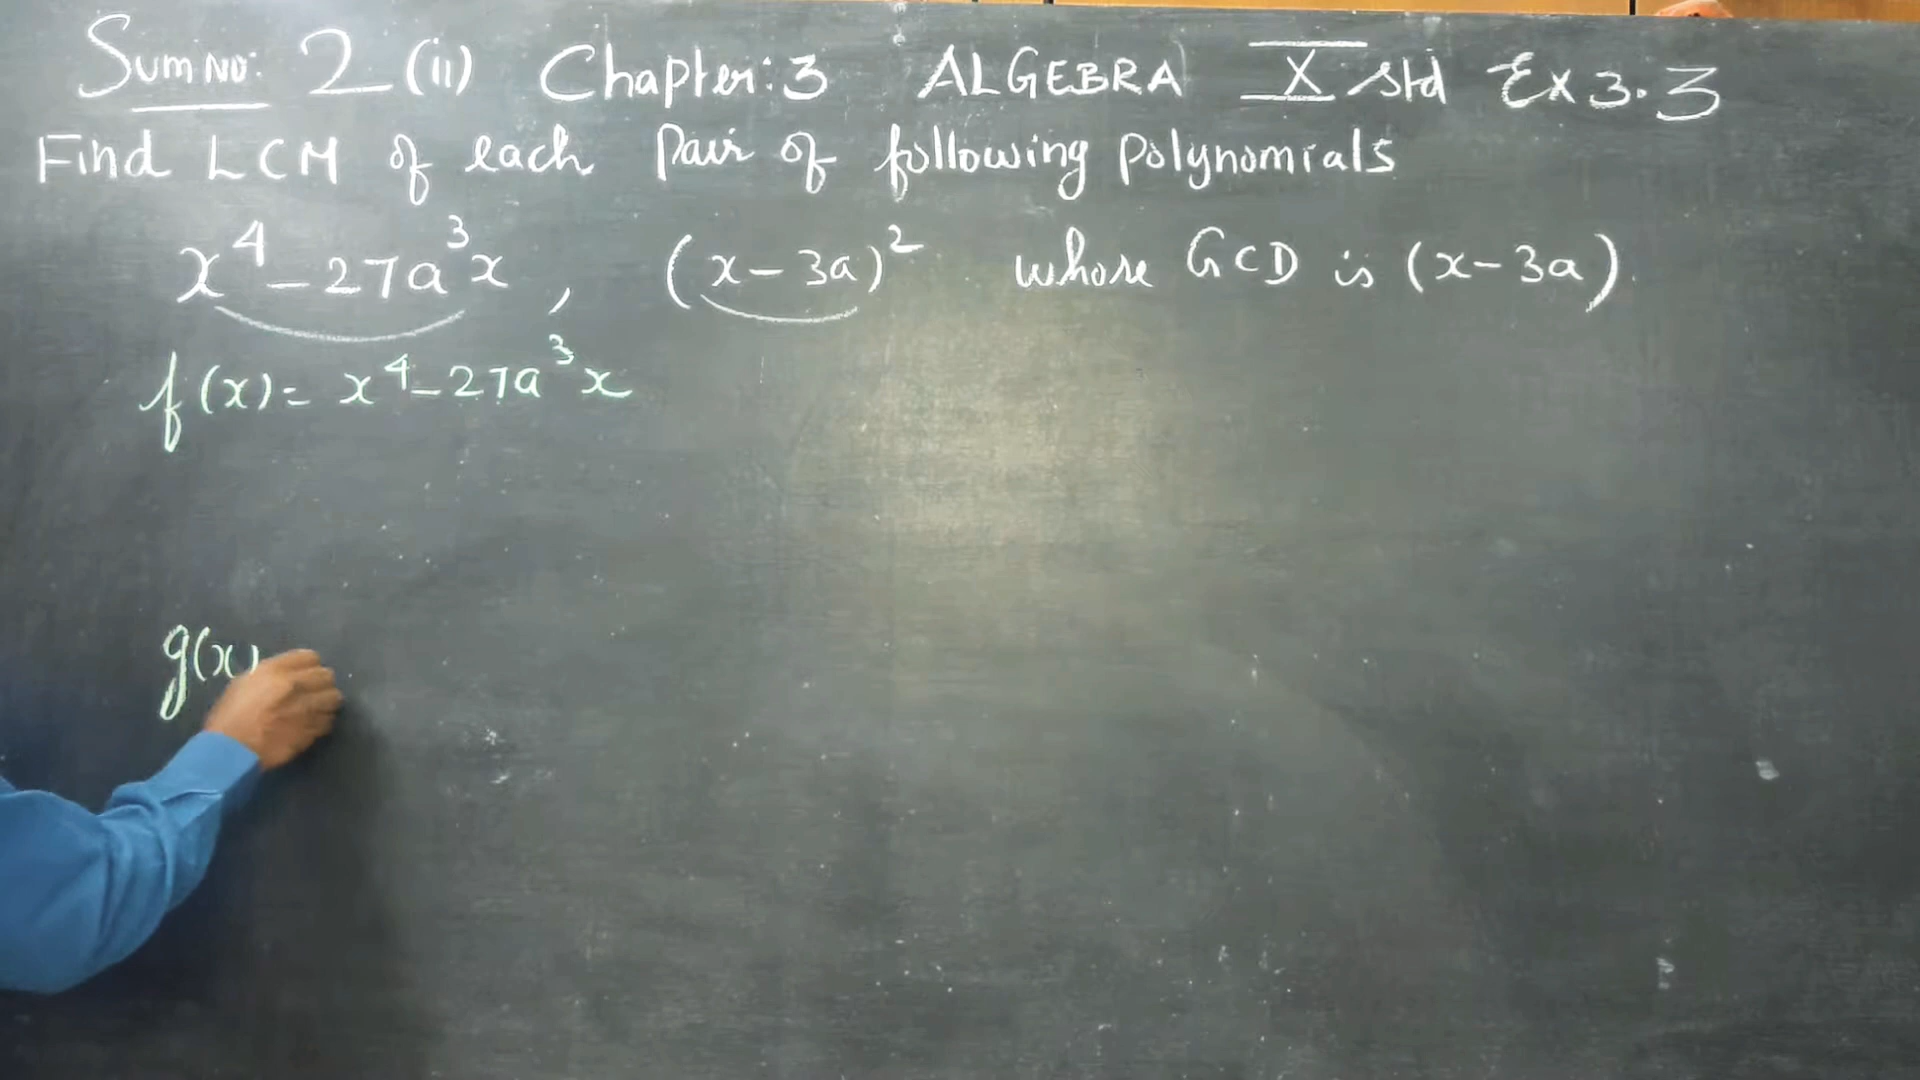 Sum No: 2 (ii) Chapter: 3 ALGEBRA X std Ex 3.3
Find LCM of each Pair of following polynomials
x⁴ - 27a³x, (x - 3a)² whose GCD is (x - 3a).
f(x) = x⁴ - 27a³x
g(x)